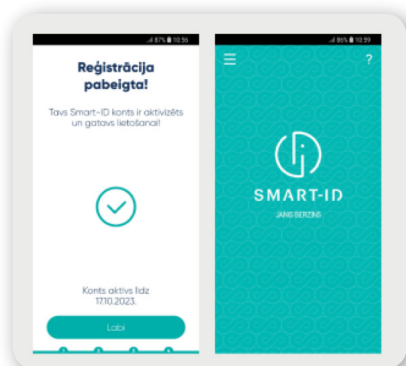 87% 10:56
Reģistrācija
pabeigta!
Tavs Smart-ID konts ir aktivizēts
un gatavs lietošanai!
Konts aktīvs līdz
17.10.2023.
Labi
86% 10:59
?
SMART-ID
JANIS BERZINS